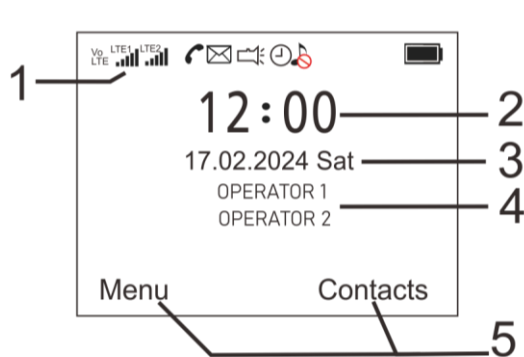 Vo LTE LTE1 LTE2
1
12:00
2
17.02.2024 Sat
3
OPERATOR 1
4
OPERATOR 2
Menu Contacts
5